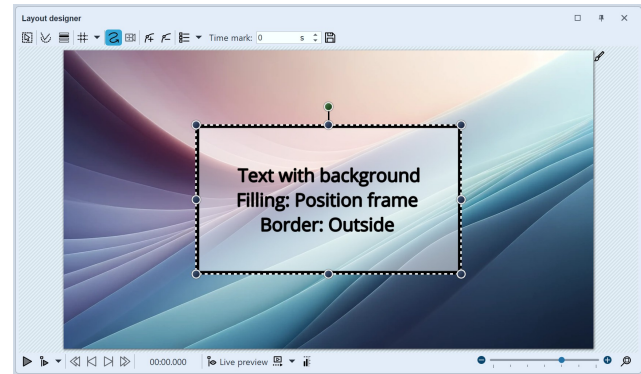 Layout designer
Time mark: 0 s
Text with background
Filling: Position frame
Border: Outside
00:00.000 Live preview